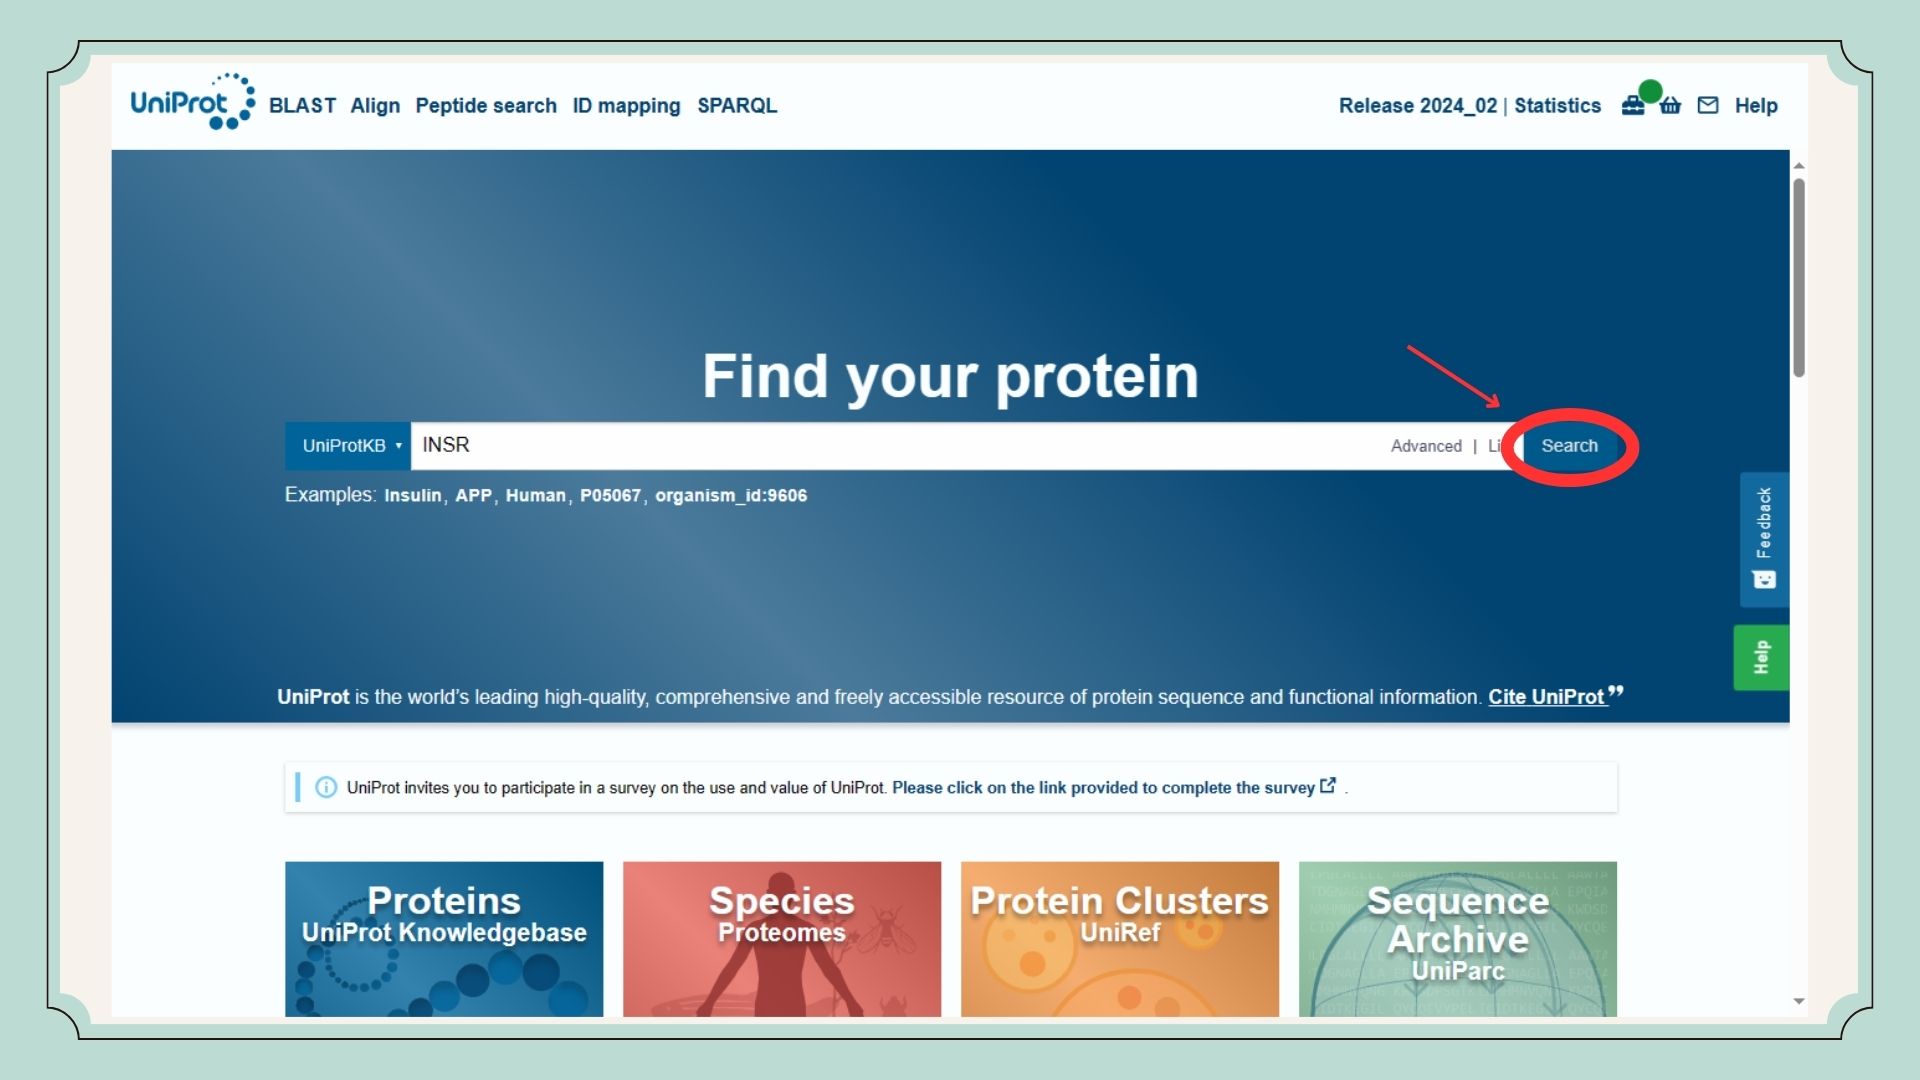 UniProt BLAST Align Peptide search ID mapping SPARQL Release 2024_02 | Statistics Help
Find your protein
UniProtKB INSR Advanced | Search
Examples: Insulin, APP, Human, P05067, organism_id:9606
Feedback
Help
UniProt is the world's leading high-quality, comprehensive and freely accessible resource of protein sequence and functional information. Cite UniProt ”
UniProt invites you to participate in a survey on the use and value of UniProt. Please click on the link provided to complete the survey .
Proteins
UniProt Knowledgebase
Species
Proteomes
Protein Clusters
UniRef
Sequence
Archive
UniParc